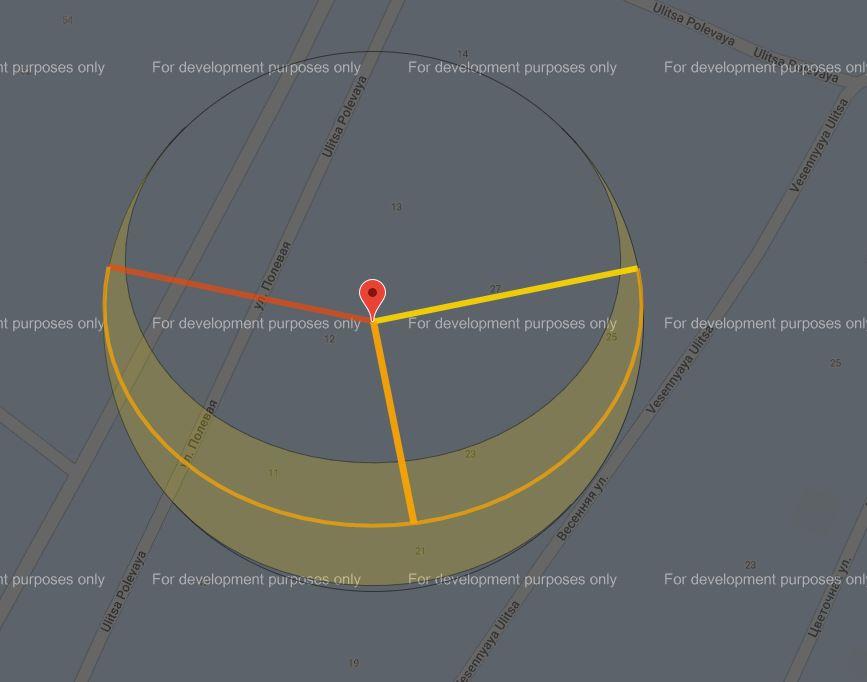 54
Ulitsa Polevaya
14
Ulitsa Polevaya
nt purposes only
For development purposes only
For development purposes only
For development purposes only
Ulitsa Polevaya
Vesennyaya Ulitsa
13
ул. Полевая
27
nt purposes only
For development purposes only
For development purposes only
For development purposes only
12
25
Vesennyaya Ulitsa
25
ул. Полевая
23
11
Весенняя ул.
21
23
nt purposes only
For development purposes only
For development purposes only
For development purposes only
Ulitsa Polevaya
Цветочная ул.
Vesennyaya Ulitsa
19